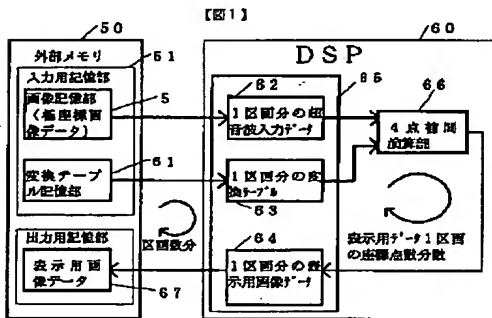 【図1】
50
60
外部メモリ
51
DSP
入力用記憶部
5
画像記憶部
(極座標画
像データ)
61
変換テーブ
ル記憶部
出力用記憶部
表示用画
像データ
67
区画数分
62
65
1区画分の超
音波入力データ
1区画分の変
換テーブル
63
64
1区画分の表
示用画像データ
66
4点補間
演算部
表示用データ1区画
の座標点数分数